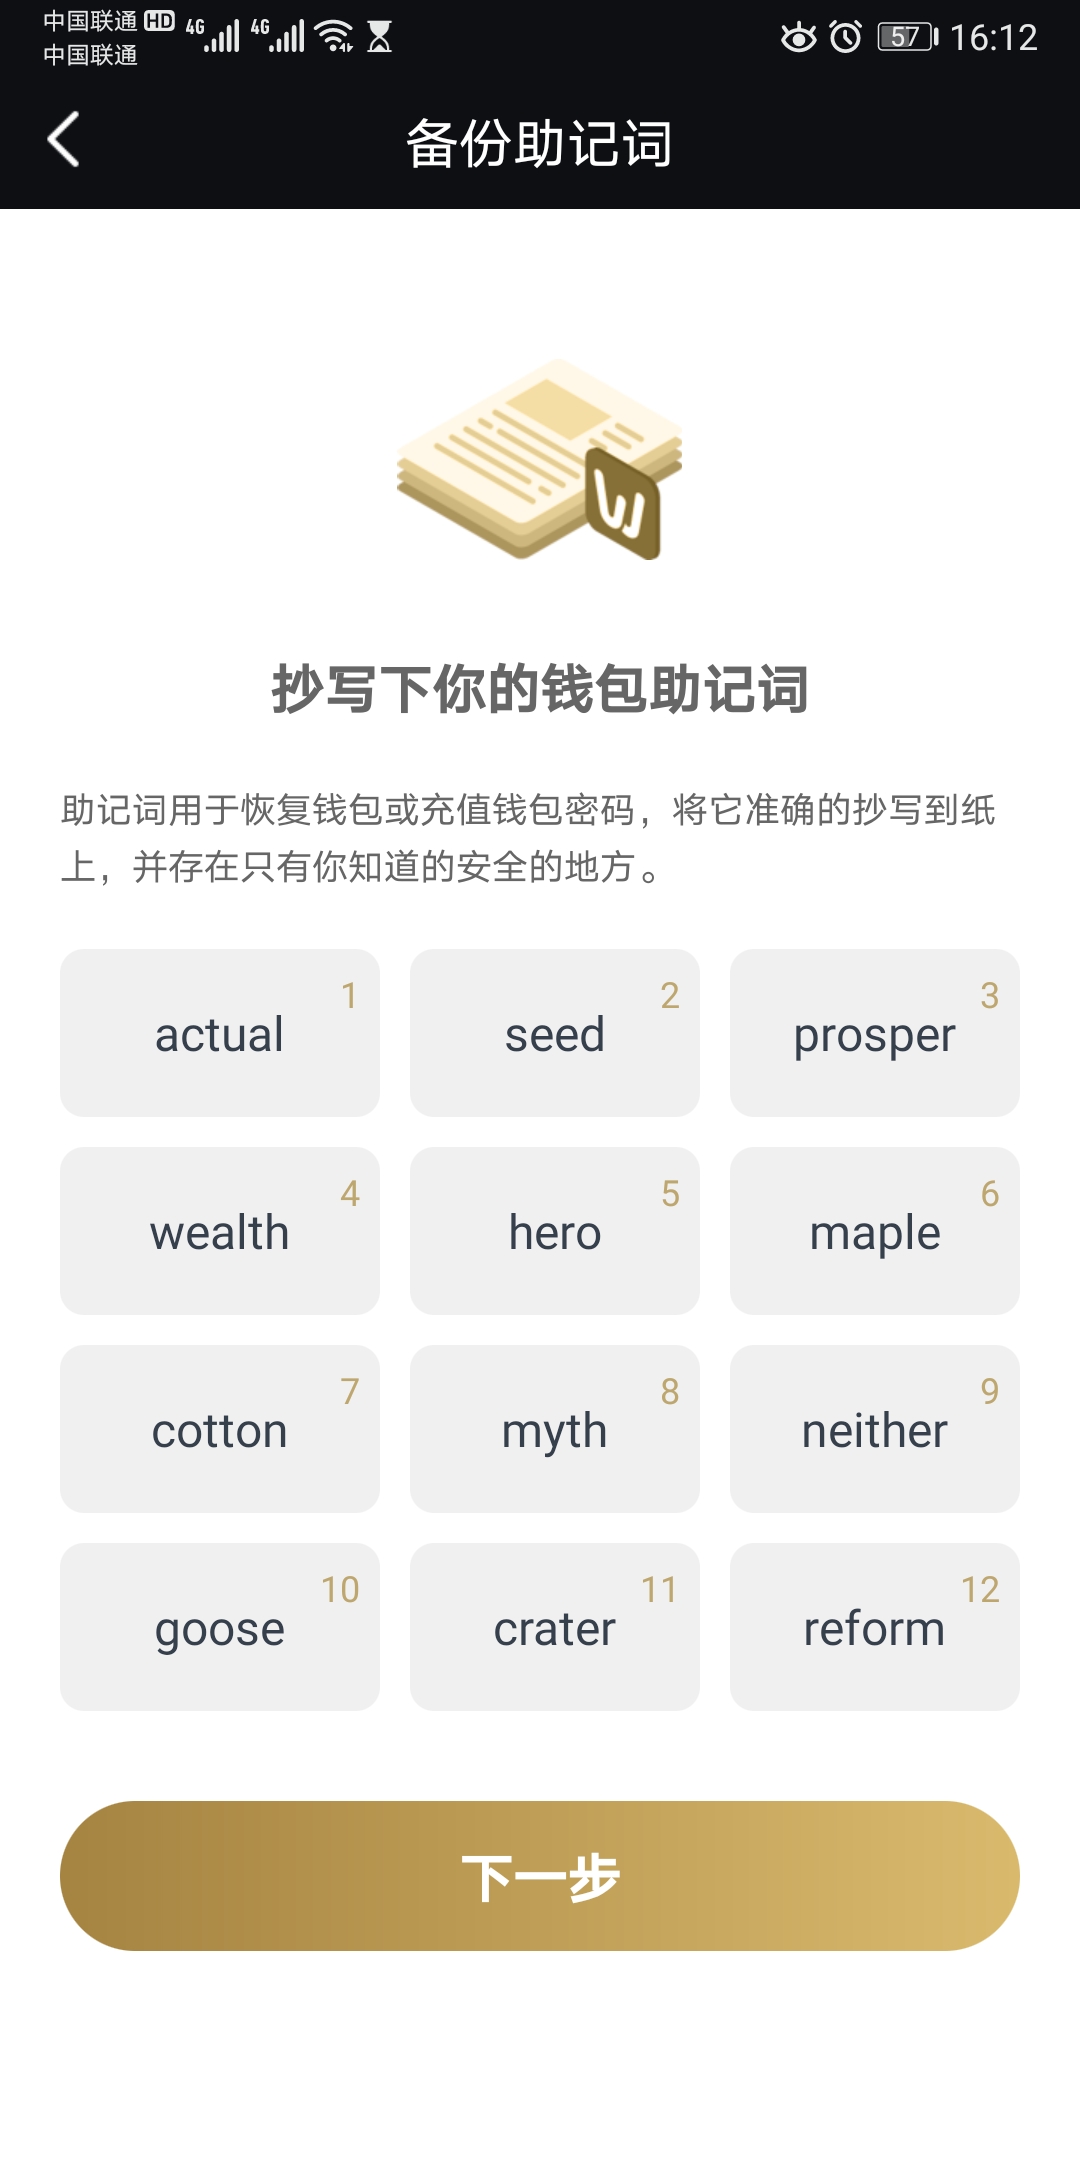 中国联通 HD 4G 4G 57 16:12
中国联通
备份助记词
抄写下你的钱包助记词
助记词用于恢复钱包或充值钱包密码，将它准确的抄写到纸
上，并存在只有你知道的安全的地方。
1 2 3
actual seed prosper
4 5 6
wealth hero maple
7 8 9
cotton myth neither
10 11 12
goose crater reform
下一步